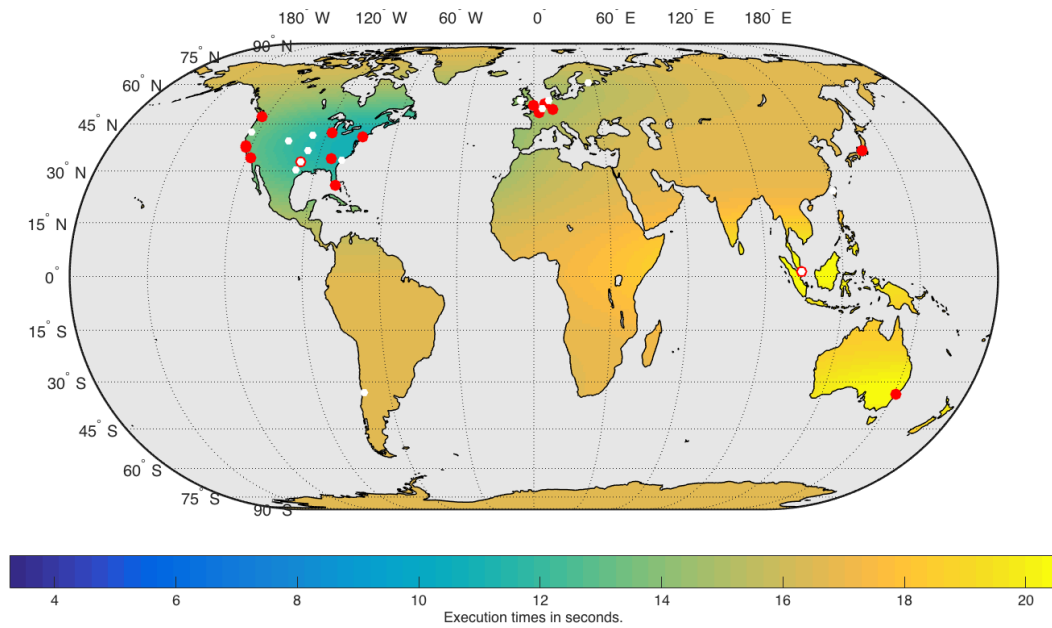 180° W 120° W 60° W 0° 60° E 120° E 180° E
90° N
75° N
60° N
45° N
30° N
15° N
0°
15° S
30° S
45° S
60° S
75° S
90° S
4 6 8 10 12 14 16 18 20
Execution times in seconds.